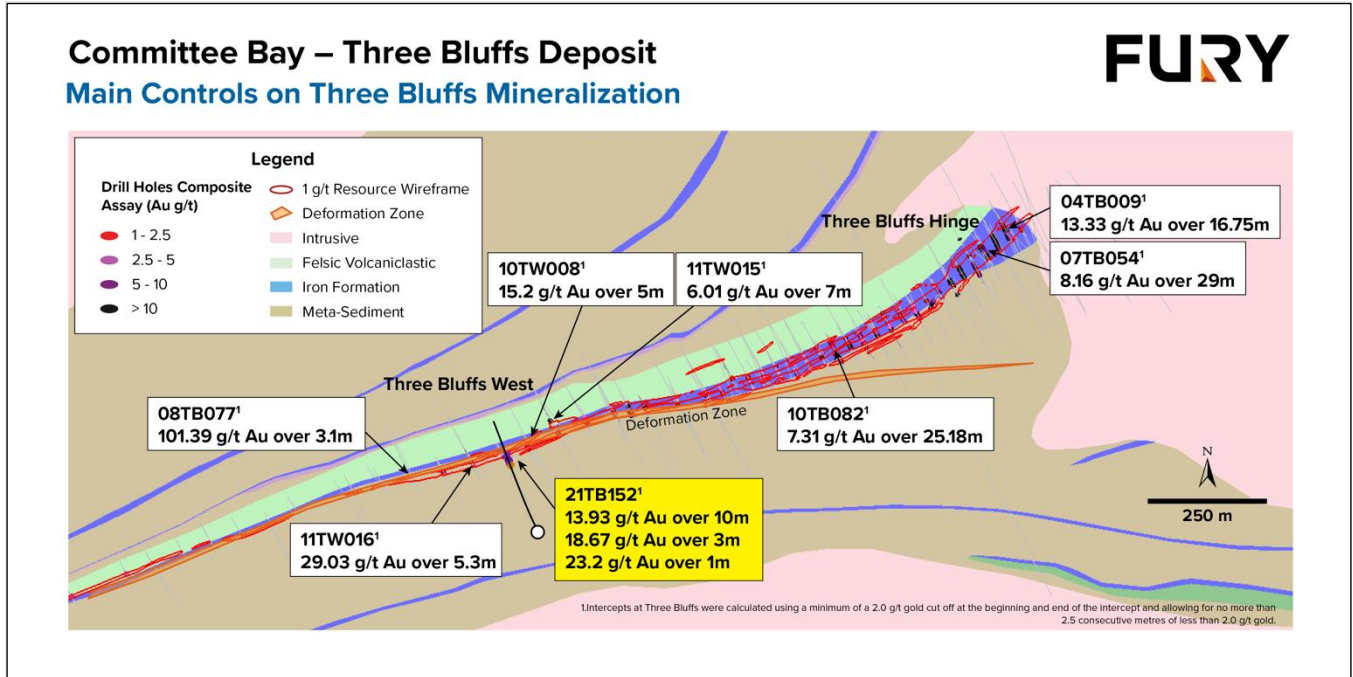 Committee Bay – Three Bluffs Deposit
Main Controls on Three Bluffs Mineralization
FURY
Legend
Drill Holes Composite
Assay (Au g/t)
1 - 2.5
2.5 - 5
5 - 10
> 10
1 g/t Resource Wireframe
Deformation Zone
Intrusive
Felsic Volcaniclastic
Iron Formation
Meta-Sediment
Three Bluffs Hinge
04TB009¹
13.33 g/t Au over 16.75m
07TB054¹
8.16 g/t Au over 29m
10TW008¹
15.2 g/t Au over 5m
11TW015¹
6.01 g/t Au over 7m
Three Bluffs West
08TB077¹
101.39 g/t Au over 3.1m
Deformation Zone
10TB082¹
7.31 g/t Au over 25.18m
11TW016¹
29.03 g/t Au over 5.3m
21TB152¹
13.93 g/t Au over 10m
18.67 g/t Au over 3m
23.2 g/t Au over 1m
N
250 m
1.Intercepts at Three Bluffs were calculated using a minimum of a 2.0 g/t gold cut off at the beginning and end of the intercept and allowing for no more than
2.5 consecutive metres of less than 2.0 g/t gold.